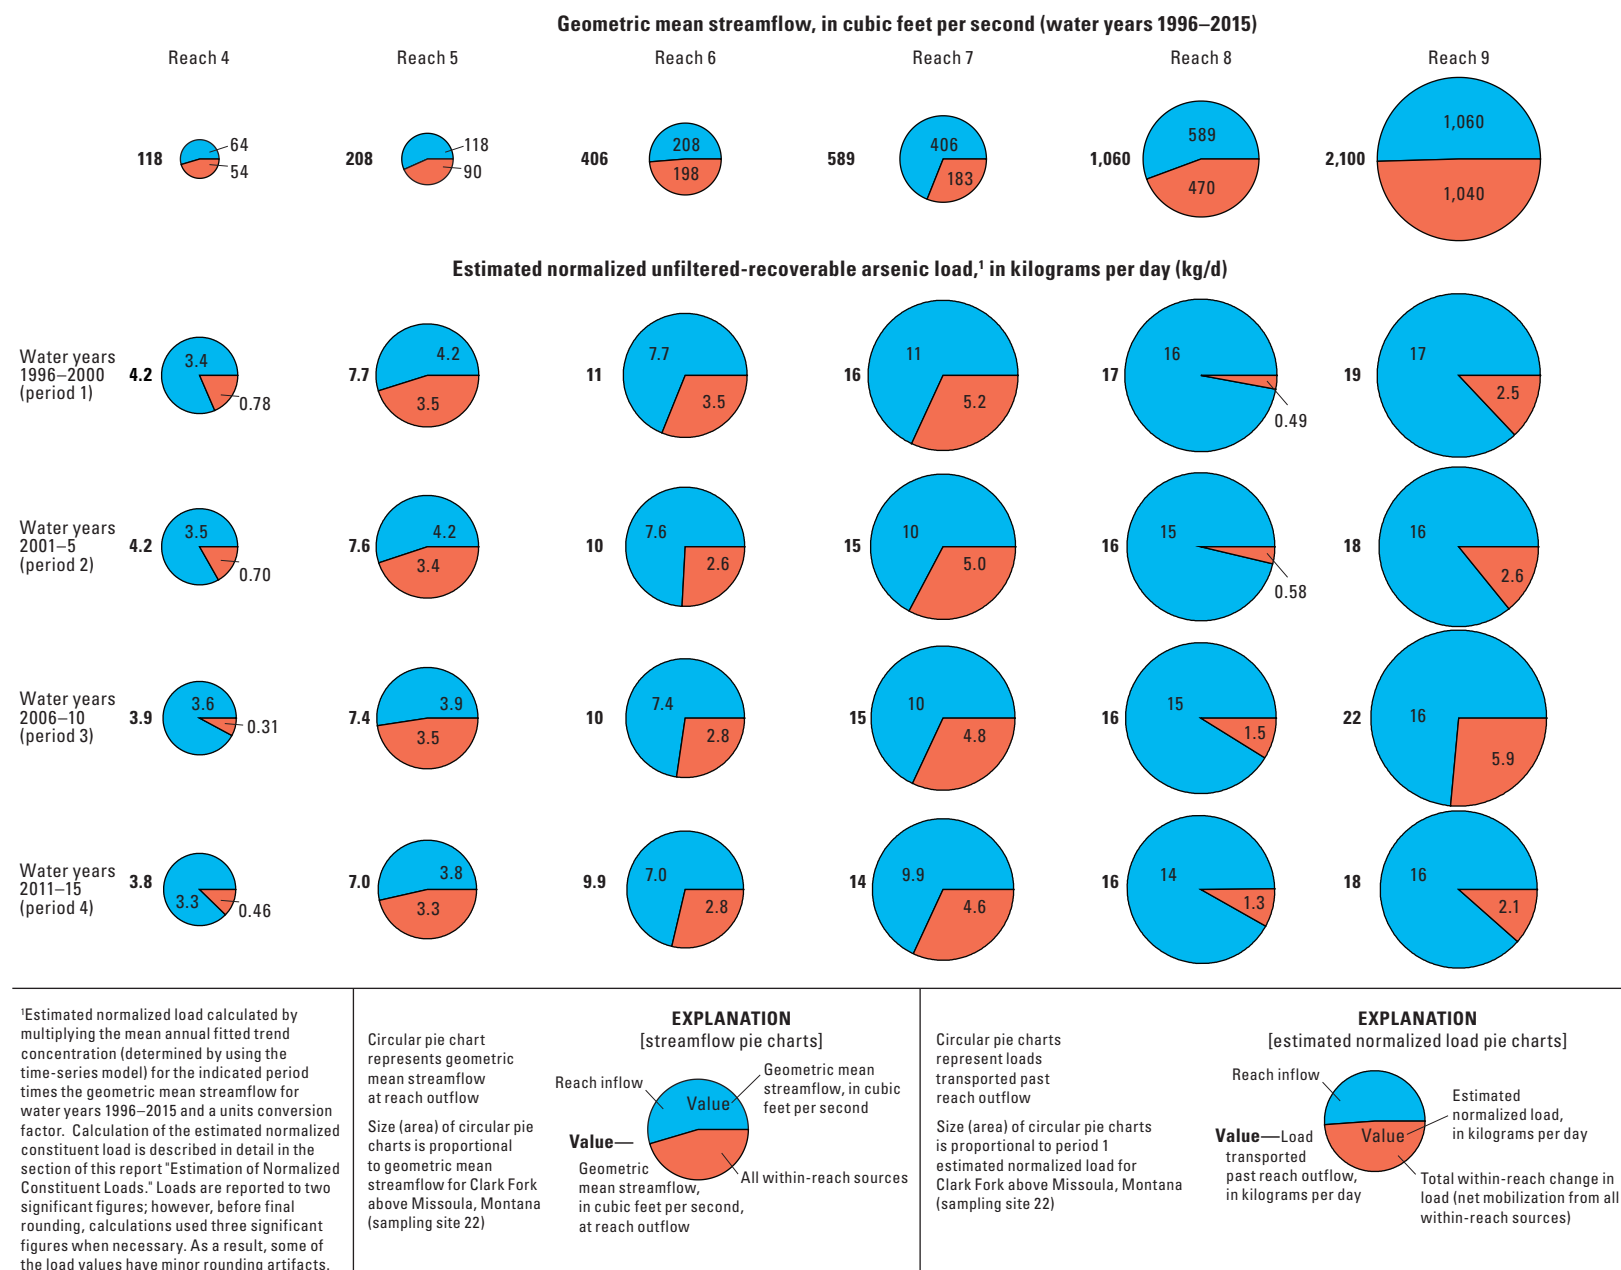 Geometric mean streamflow, in cubic feet per second (water years 1996–2015)
Reach 4 Reach 5 Reach 6 Reach 7 Reach 8 Reach 9
118 64 54
208 118 90
406 208 198
589 406 183
1,060 589 470
2,100 1,060 1,040
Estimated normalized unfiltered-recoverable arsenic load,¹ in kilograms per day (kg/d)
Water years
1996–2000
(period 1)
4.2 3.4 0.78
7.7 4.2 3.5
11 7.7 3.5
16 11 5.2
17 16 0.49
19 17 2.5
Water years
2001–5
(period 2)
4.2 3.5 0.70
7.6 4.2 3.4
10 7.6 2.6
15 10 5.0
16 15 0.58
18 16 2.6
Water years
2006–10
(period 3)
3.9 3.6 0.31
7.4 3.9 3.5
10 7.4 2.8
15 10 4.8
16 15 1.5
22 16 5.9
Water years
2011–15
(period 4)
3.8 3.3 0.46
7.0 3.8 3.3
9.9 7.0 2.8
14 9.9 4.6
16 14 1.3
18 16 2.1
¹Estimated normalized load calculated by
multiplying the mean annual fitted trend
concentration (determined by using the
time-series model) for the indicated period
times the geometric mean streamflow for
water years 1996–2015 and a units conversion
factor. Calculation of the estimated normalized
constituent load is described in detail in the
section of this report "Estimation of Normalized
Constituent Loads." Loads are reported to two
significant figures; however, before final
rounding, calculations used three significant
figures when necessary. As a result, some of
the load values have minor rounding artifacts.
Circular pie chart
represents geometric
mean streamflow
at reach outflow
Size (area) of circular pie
charts is proportional
to geometric mean
streamflow for Clark Fork
above Missoula, Montana
(sampling site 22)
EXPLANATION
[streamflow pie charts]
Reach inflow
Value
Geometric mean
streamflow, in cubic
feet per second
Value—
Geometric
mean streamflow,
in cubic feet per second,
at reach outflow
All within-reach sources
Circular pie charts
represent loads
transported past
reach outflow
Size (area) of circular pie charts
is proportional to period 1
estimated normalized load for
Clark Fork above Missoula, Montana
(sampling site 22)
EXPLANATION
[estimated normalized load pie charts]
Reach inflow
Value
Estimated
normalized load,
in kilograms per day
Value—Load
transported
past reach outflow,
in kilograms per day
Total within-reach change in
load (net mobilization from all
within-reach sources)